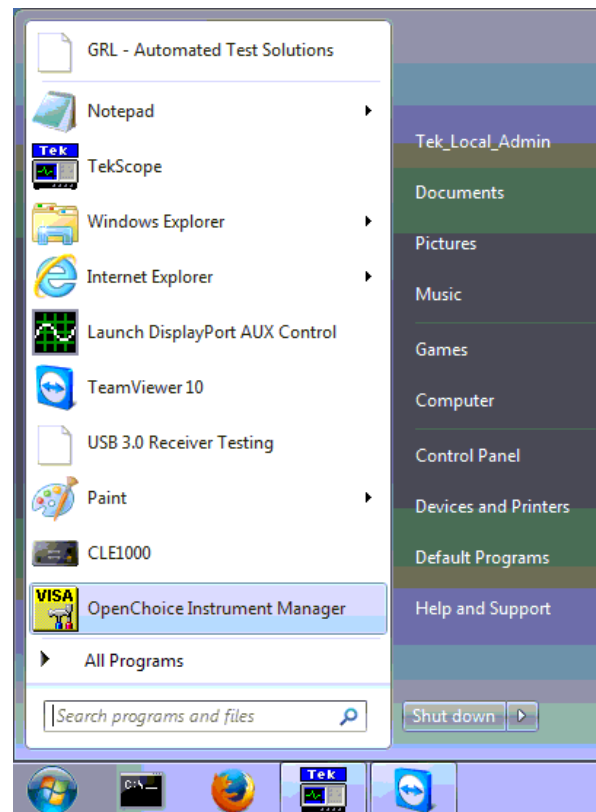 GRL - Automated Test Solutions
Notepad
Tek
TekScope
Windows Explorer
Internet Explorer
Launch DisplayPort AUX Control
TeamViewer 10
USB 3.0 Receiver Testing
Paint
CLE1000
VISA
OpenChoice Instrument Manager
All Programs
Search programs and files
Tek_Local_Admin
Documents
Pictures
Music
Games
Computer
Control Panel
Devices and Printers
Default Programs
Help and Support
Shut down
C:\_
Tek